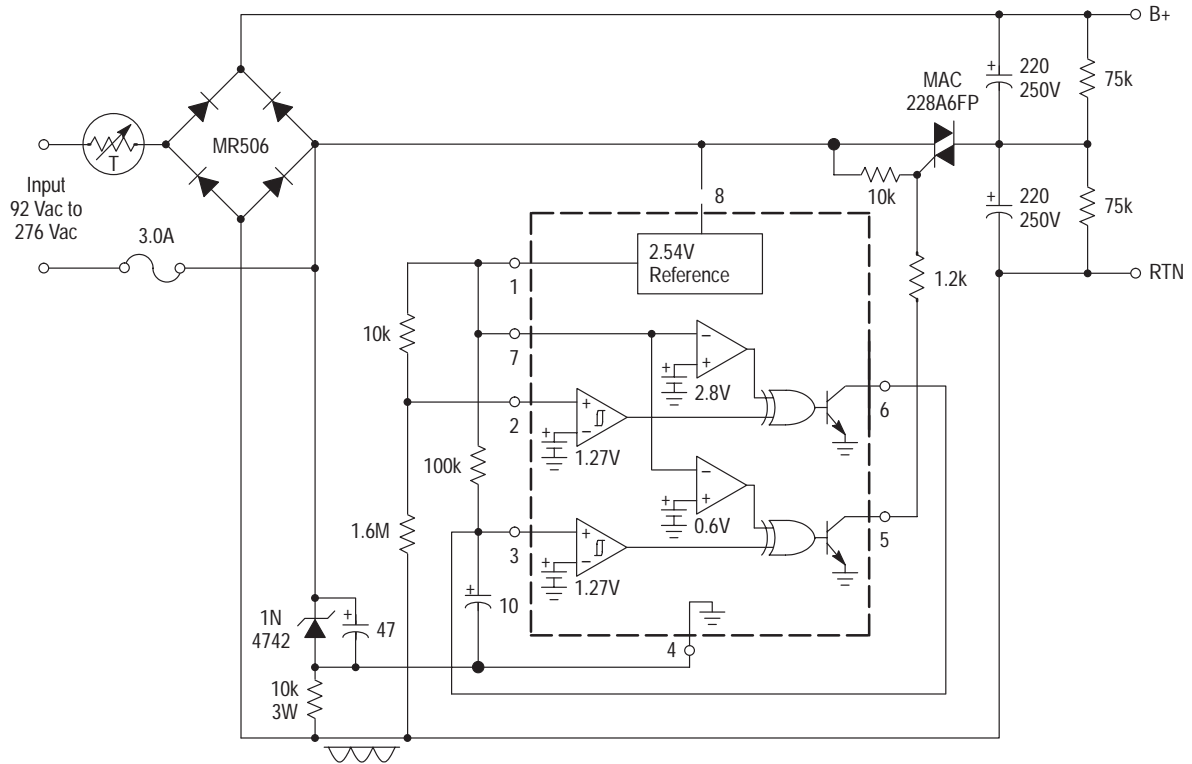 B+
220
250V
75k
MAC
228A6FP
MR506
T
Input
92 Vac to
276 Vac
3.0A
10k
8
220
250V
75k
2.54V
Reference
1
RTN
1.2k
10k
7
–
+
2.8V
6
2
+
–
1.27V
100k
–
+
0.6V
1.6M
5
3
+
–
1.27V
+
10
1N
4742
+
47
4
10k
3W